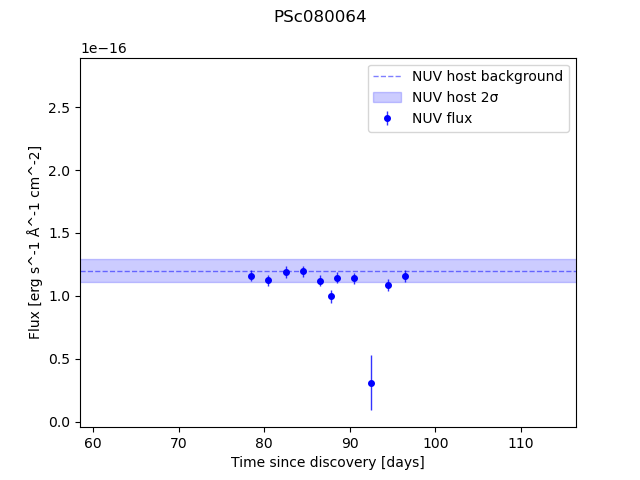 PSc080064
1e−16
NUV host background
NUV host 2σ
NUV flux
2.5
2.0
1.5
1.0
0.5
0.0
Flux [erg s^-1 Å^-1 cm^-2]
60 70 80 90 100 110
Time since discovery [days]